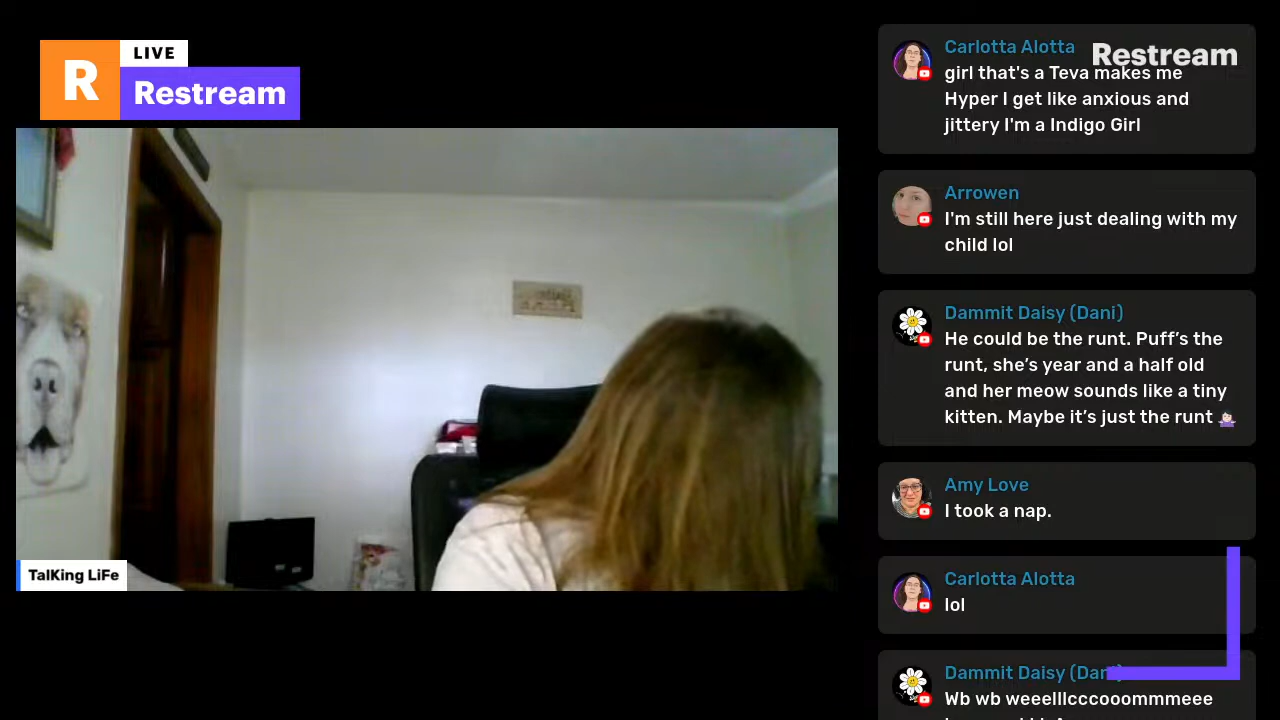 R
LIVE
Restream
Restream
Carlotta Alotta
girl that's a Teva makes me
Hyper I get like anxious and
jittery I'm a Indigo Girl
Arrowen
I'm still here just dealing with my
child lol
Dammit Daisy (Dani)
He could be the runt. Puff’s the
runt, she’s year and a half old
and her meow sounds like a tiny
kitten. Maybe it’s just the runt 🤷🏻‍♀️
Amy Love
I took a nap.
Carlotta Alotta
lol
Dammit Daisy (Dani)
Wb wb weeelllcccooommmeee
TalKing LiFe